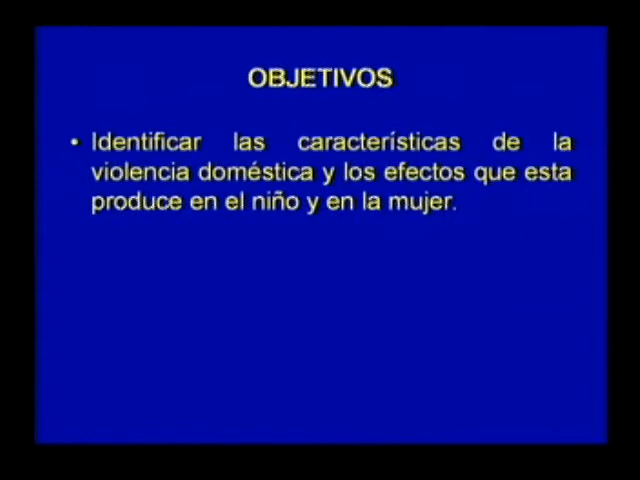 OBJETIVOS
• Identificar las características de la
violencia doméstica y los efectos que esta
produce en el niño y en la mujer.